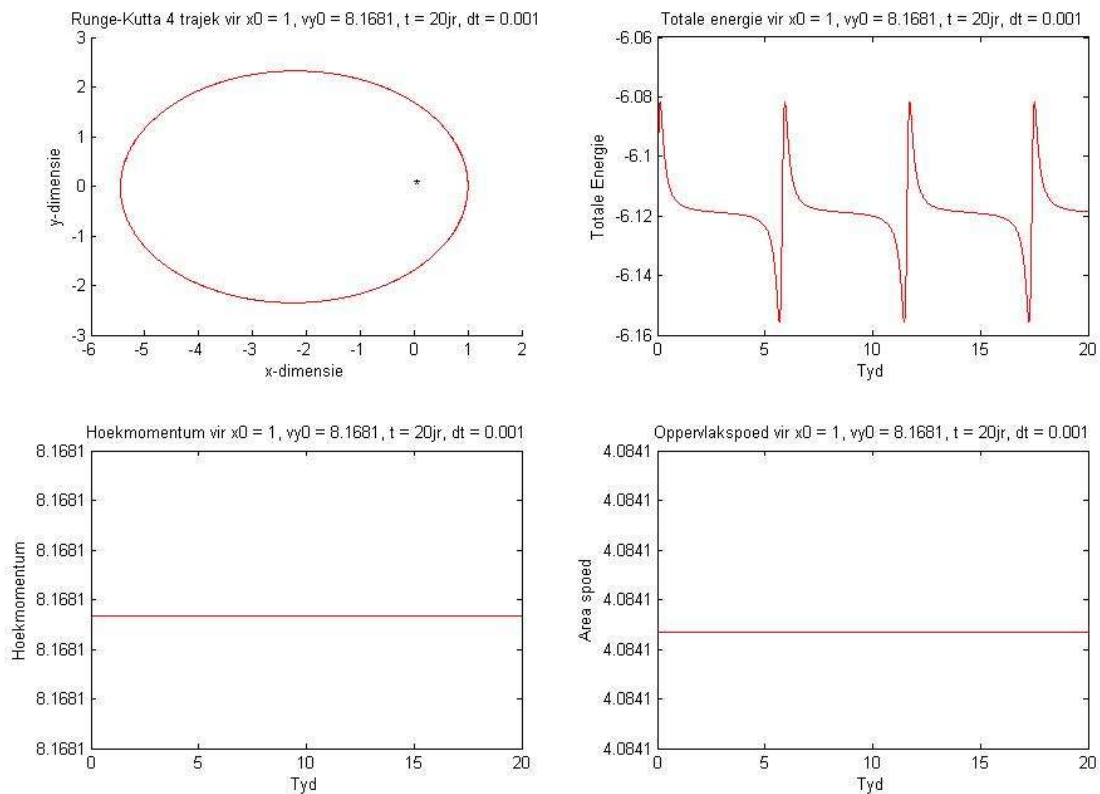 Runge-Kutta 4 trajek vir x0 = 1, vy0 = 8.1681, t = 20jr, dt = 0.001
3
2
1
0
-1
-2
-3
y-dimensie
-6 -5 -4 -3 -2 -1 0 1 2
x-dimensie
Totale energie vir x0 = 1, vy0 = 8.1681, t = 20jr, dt = 0.001
-6.06
-6.08
-6.1
-6.12
-6.14
-6.16
Totale Energie
0 5 10 15 20
Tyd
Hoekmomentum vir x0 = 1, vy0 = 8.1681, t = 20jr, dt = 0.001
8.1681
8.1681
8.1681
8.1681
8.1681
8.1681
8.1681
Hoekmomentum
0 5 10 15 20
Tyd
Oppervlakspoed vir x0 = 1, vy0 = 8.1681, t = 20jr, dt = 0.001
4.0841
4.0841
4.0841
4.0841
4.0841
4.0841
4.0841
Area spoed
0 5 10 15 20
Tyd